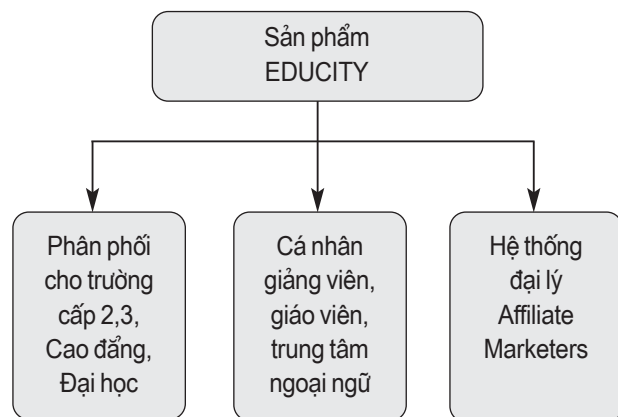 Sản phẩm
EDUCITY
Phân phối
cho trường
cấp 2,3,
Cao đẳng,
Đại học
Cá nhân
giảng viên,
giáo viên,
trung tâm
ngoại ngữ
Hệ thống
đại lý
Affiliate
Marketers